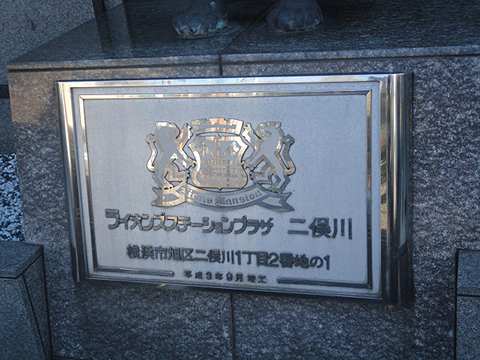 Lions Mansion
ライオンズステーションプラザ 二俣川
横浜市旭区二俣川1丁目2番地の1
平成3年9月竣工